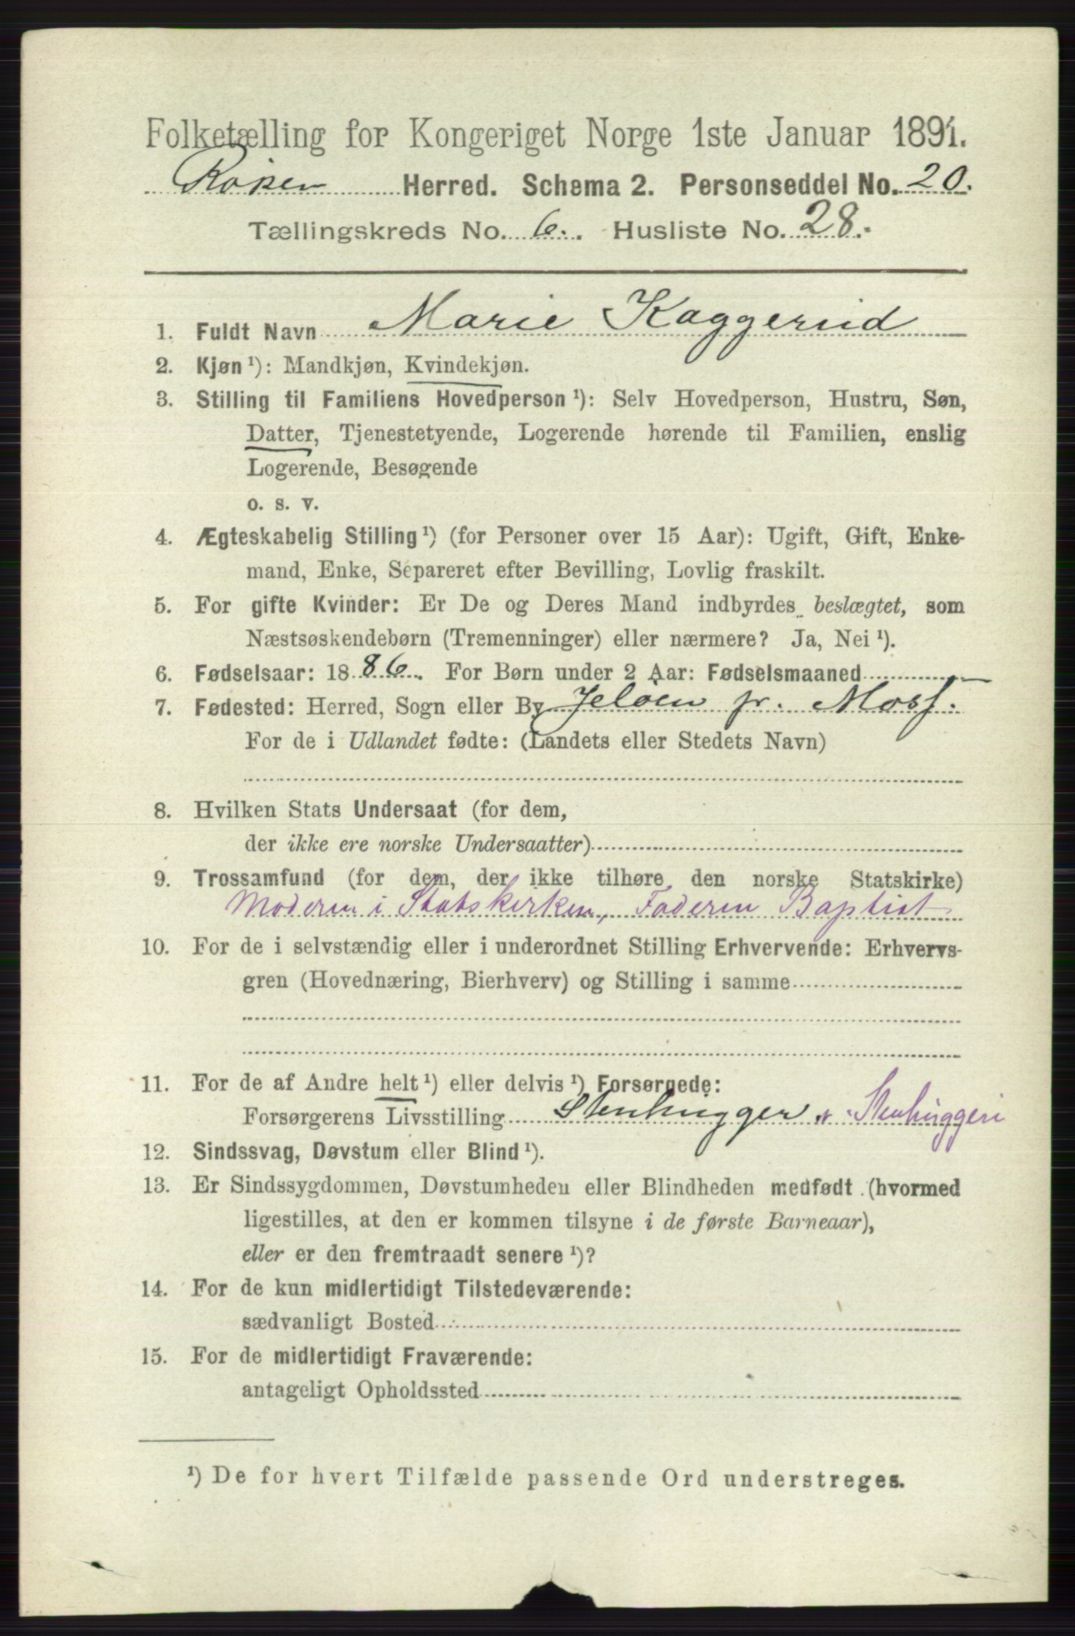 Folketælling for Kongeriget Norge 1ste Januar 1891.
Røken Herred. Schema 2. Personseddel No. 20.
Tællingskreds No. 6. Husliste No. 28.
1. Fuldt Navn Marie Kaggerud
2. Kjøn ¹): Mandkjøn, Kvindekjøn.
3. Stilling til Familiens Hovedperson ¹): Selv Hovedperson, Hustru, Søn,
Datter, Tjenestetyende, Logerende hørende til Familien, enslig
Logerende, Besøgende
o. s. v.
4. Ægteskabelig Stilling ¹) (for Personer over 15 Aar): Ugift, Gift, Enke-
mand, Enke, Separeret efter Bevilling, Lovlig fraskilt.
5. For gifte Kvinder: Er De og Deres Mand indbyrdes beslægtet, som
Næstsøskendebørn (Tremenninger) eller nærmere? Ja, Nei ¹).
6. Fødselsaar: 1886. For Børn under 2 Aar: Fødselsmaaned —
7. Fødested: Herred, Sogn eller By Jeløen pr. Moss.
For de i Udlandet fødte: (Landets eller Stedets Navn)
8. Hvilken Stats Undersaat (for dem,
der ikke ere norske Undersaatter)
9. Trossamfund (for dem, der ikke tilhøre den norske Statskirke)
Moderen i Statskirken, Faderen Baptist
10. For de i selvstændig eller i underordnet Stilling Erhvervende: Erhvervs-
gren (Hovednæring, Bierhverv) og Stilling i samme
11. For de af Andre helt ¹) eller delvis ¹) Forsørgede:
Forsørgerens Livsstilling Stenhugger v. Stenhuggeri
12. Sindssvag, Døvstum eller Blind ¹).
13. Er Sindssygdommen, Døvstumheden eller Blindheden medfødt (hvormed
ligestilles, at den er kommen tilsyne i de første Barneaar),
eller er den fremtraadt senere ¹)?
14. For de kun midlertidigt Tilstedeværende:
sædvanligt Bosted
15. For de midlertidigt Fraværende:
antageligt Opholdssted
¹) De for hvert Tilfælde passende Ord understreges.